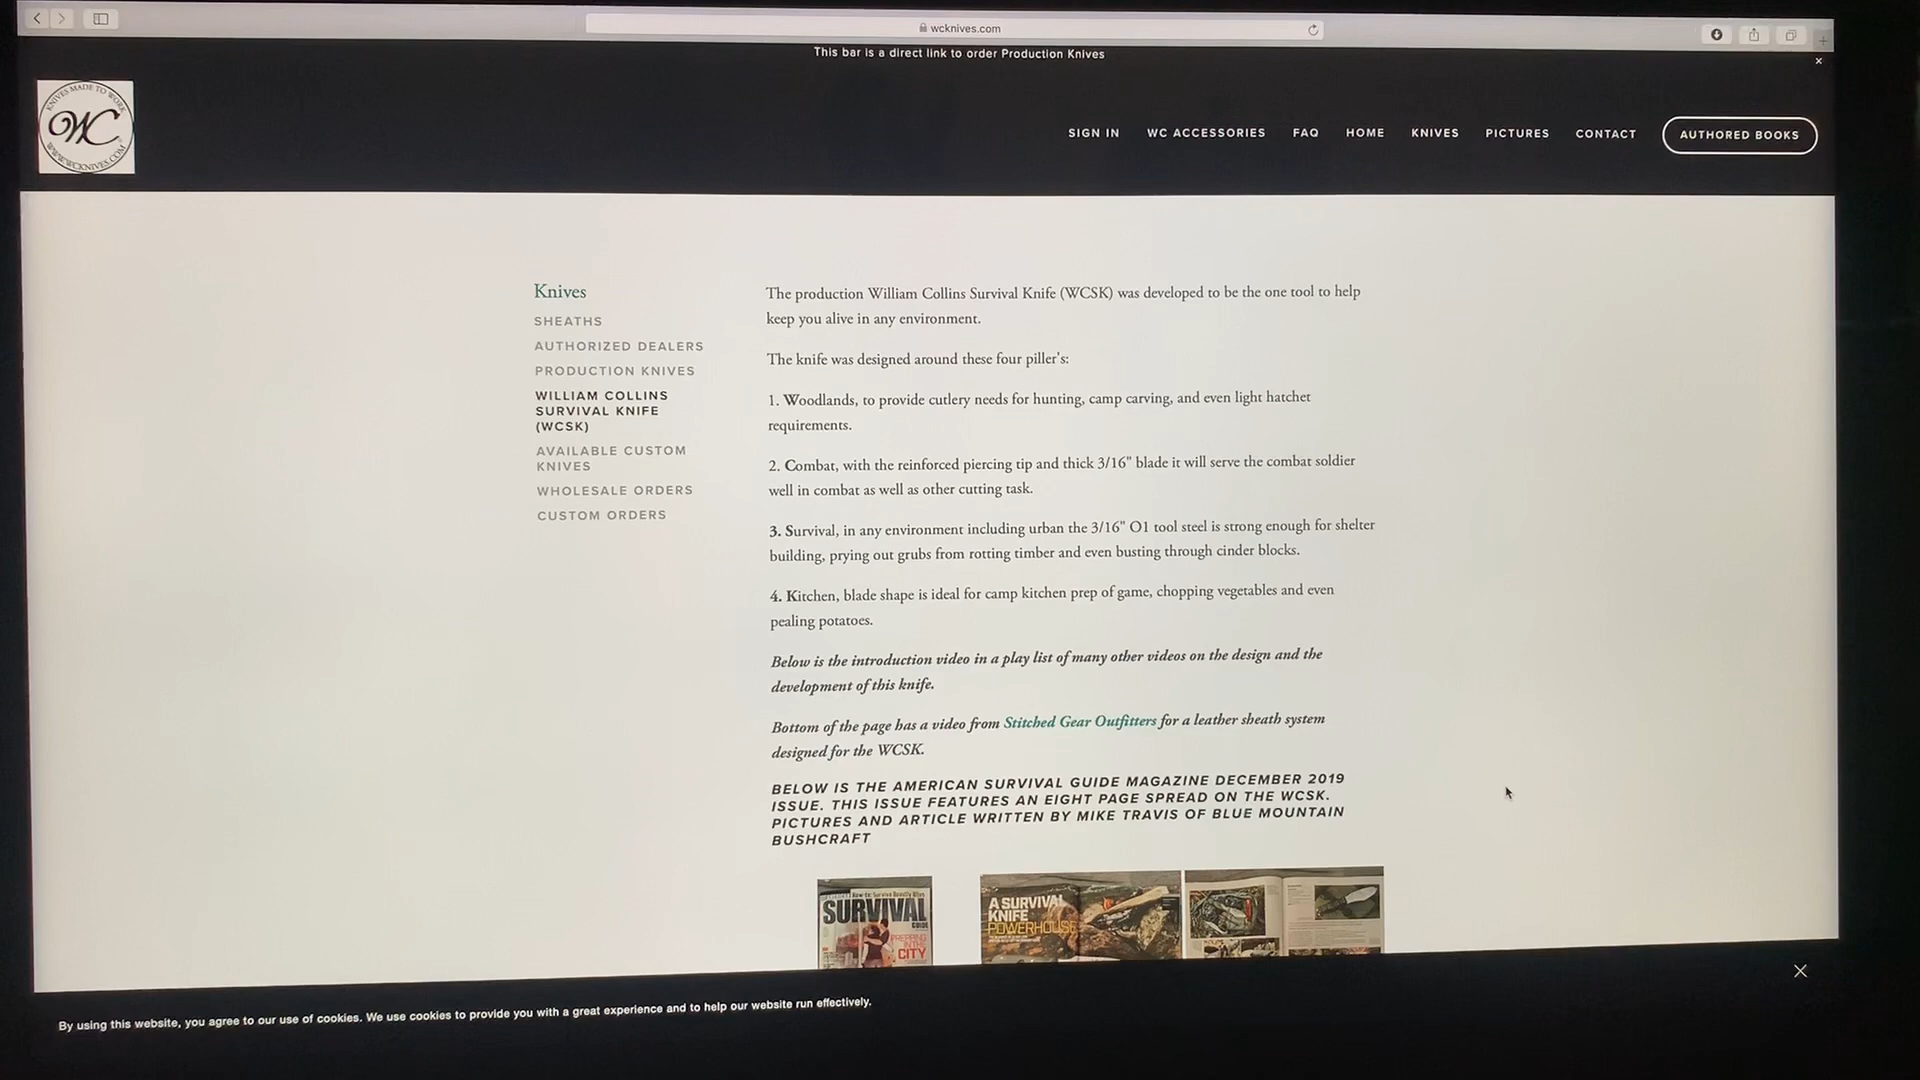 wcknives.com
This bar is a direct link to order Production Knives
KNIVES MADE TO WORK
WC
WWW.WCKNIVES.COM
SIGN IN
WC ACCESSORIES
FAQ
HOME
KNIVES
PICTURES
CONTACT
AUTHORED BOOKS
Knives
SHEATHS
AUTHORIZED DEALERS
PRODUCTION KNIVES
WILLIAM COLLINS
SURVIVAL KNIFE
(WCSK)
AVAILABLE CUSTOM
KNIVES
WHOLESALE ORDERS
CUSTOM ORDERS
The production William Collins Survival Knife (WCSK) was developed to be the one tool to help
keep you alive in any environment.
The knife was designed around these four piller's:
1. Woodlands, to provide cutlery needs for hunting, camp carving, and even light hatchet
requirements.
2. Combat, with the reinforced piercing tip and thick 3/16" blade it will serve the combat soldier
well in combat as well as other cutting task.
3. Survival, in any environment including urban the 3/16" O1 tool steel is strong enough for shelter
building, prying out grubs from rotting timber and even busting through cinder blocks.
4. Kitchen, blade shape is ideal for camp kitchen prep of game, chopping vegetables and even
pealing potatoes.
Below is the introduction video in a play list of many other videos on the design and the
development of this knife.
Bottom of the page has a video from Stitched Gear Outfitters for a leather sheath system
designed for the WCSK.
BELOW IS THE AMERICAN SURVIVAL GUIDE MAGAZINE DECEMBER 2019
ISSUE. THIS ISSUE FEATURES AN EIGHT PAGE SPREAD ON THE WCSK.
PICTURES AND ARTICLE WRITTEN BY MIKE TRAVIS OF BLUE MOUNTAIN
BUSHCRAFT
SURVIVAL
GUIDE
PREPPING
IN THE
CITY
A SURVIVAL
KNIFE
POWERHOUSE
By using this website, you agree to our use of cookies. We use cookies to provide you with a great experience and to help our website run effectively.